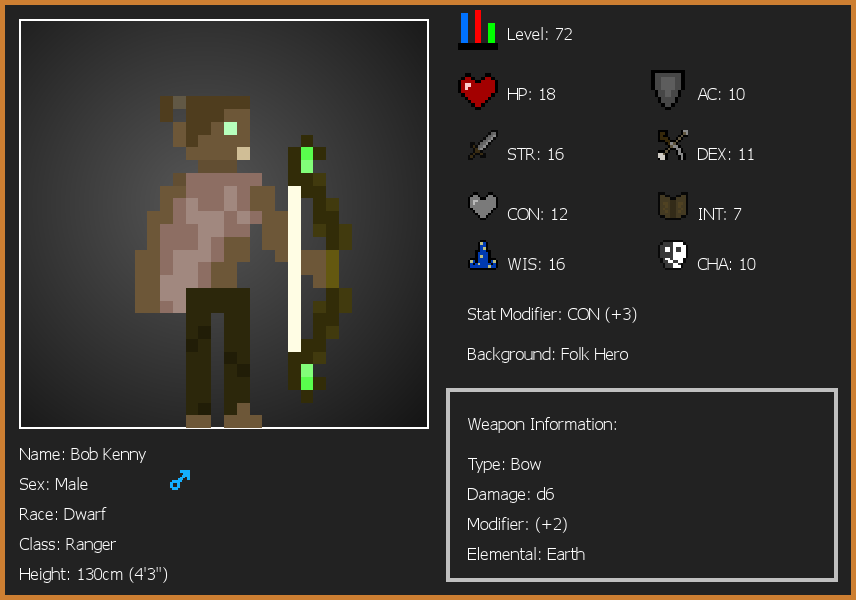 Level: 72
HP: 18
AC: 10
STR: 16
DEX: 11
CON: 12
INT: 7
WIS: 16
CHA: 10
Stat Modifier: CON (+3)
Background: Folk Hero
Weapon Information:
Type: Bow
Damage: d6
Modifier: (+2)
Elemental: Earth
Name: Bob Kenny
Sex: Male
Race: Dwarf
Class: Ranger
Height: 130cm (4'3")